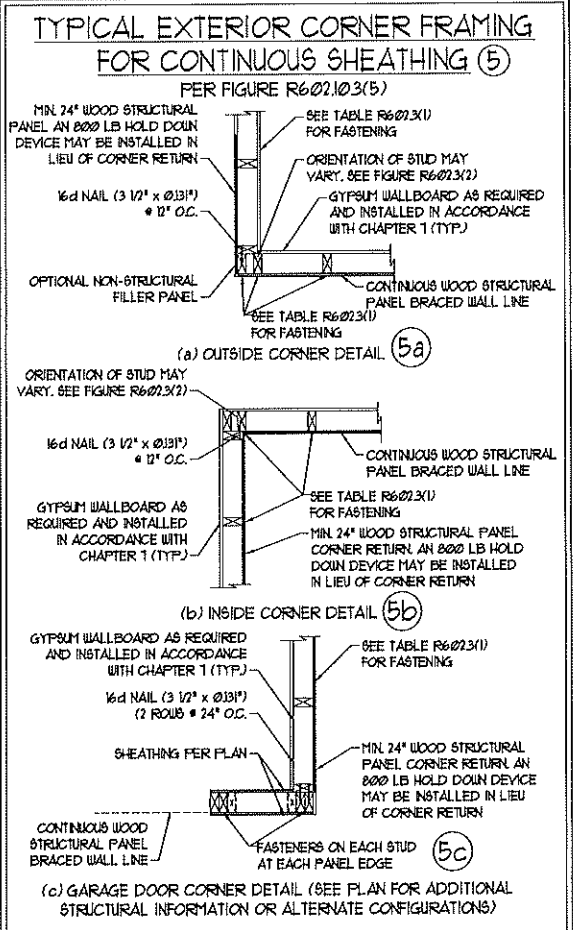 TYPICAL EXTERIOR CORNER FRAMING
FOR CONTINUOUS SHEATHING 5
PER FIGURE R602.10.3(5)
MIN. 24" WOOD STRUCTURAL
PANEL AN 800 LB HOLD DOWN
DEVICE MAY BE INSTALLED IN
LIEU OF CORNER RETURN
16d NAIL (3 1/2" x 0.131")
@ 12" O.C.
OPTIONAL NON-STRUCTURAL
FILLER PANEL
SEE TABLE R602.3(1)
FOR FASTENING
ORIENTATION OF STUD MAY
VARY. SEE FIGURE R602.3(2)
GYPSUM WALLBOARD AS REQUIRED
AND INSTALLED IN ACCORDANCE
WITH CHAPTER 7 (TYP.)
CONTINUOUS WOOD STRUCTURAL
PANEL BRACED WALL LINE
SEE TABLE R602.3(1)
FOR FASTENING
(a) OUTSIDE CORNER DETAIL 5a
ORIENTATION OF STUD MAY
VARY. SEE FIGURE R602.3(2)
16d NAIL (3 1/2" x 0.131")
@ 12" O.C.
GYPSUM WALLBOARD AS
REQUIRED AND INSTALLED
IN ACCORDANCE WITH
CHAPTER 7 (TYP.)
CONTINUOUS WOOD STRUCTURAL
PANEL BRACED WALL LINE
SEE TABLE R602.3(1)
FOR FASTENING
MIN. 24" WOOD STRUCTURAL PANEL
CORNER RETURN. AN 800 LB HOLD
DOWN DEVICE MAY BE INSTALLED
IN LIEU OF CORNER RETURN
(b) INSIDE CORNER DETAIL 5b
GYPSUM WALLBOARD AS REQUIRED
AND INSTALLED IN ACCORDANCE
WITH CHAPTER 7 (TYP.)
16d NAIL (3 1/2" x 0.131")
(2 ROWS @ 24" O.C.
SHEATHING PER PLAN
CONTINUOUS WOOD
STRUCTURAL PANEL
BRACED WALL LINE
SEE TABLE R602.3(1)
FOR FASTENING
MIN. 24" WOOD STRUCTURAL
PANEL CORNER RETURN. AN
800 LB HOLD DOWN DEVICE
MAY BE INSTALLED IN LIEU
OF CORNER RETURN
FASTENERS ON EACH STUD
AT EACH PANEL EDGE
5c
(c) GARAGE DOOR CORNER DETAIL (SEE PLAN FOR ADDITIONAL
STRUCTURAL INFORMATION OR ALTERNATE CONFIGURATIONS)